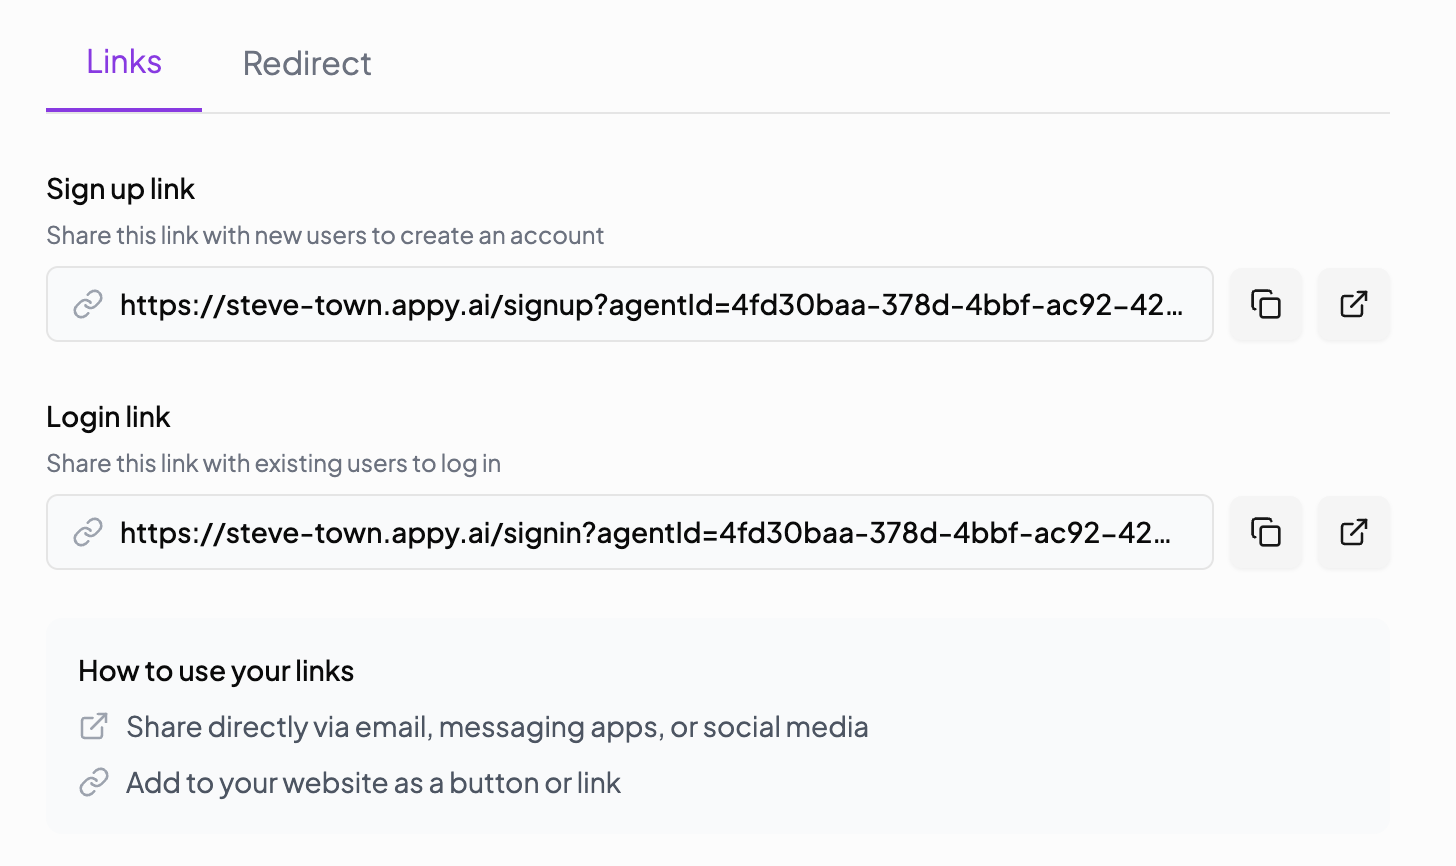 Links
Redirect
Sign up link
Share this link with new users to create an account
https://steve-town.appy.ai/signup?agentId=4fd30baa-378d-4bbf-ac92-42...
Login link
Share this link with existing users to log in
https://steve-town.appy.ai/signin?agentId=4fd30baa-378d-4bbf-ac92-42...
How to use your links
Share directly via email, messaging apps, or social media
Add to your website as a button or link